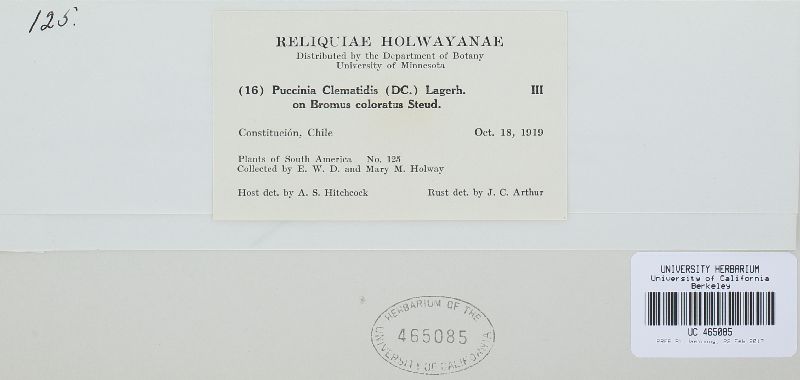 125.
RELIQUIAE HOLWAYANAE
Distributed by the Department of Botany
University of Minnesota
(16) Puccinia Clematidis (DC.) Lagerh. III
on Bromus coloratus Steud.
Constitución, Chile Oct. 18, 1919
Plants of South America No. 125
Collected by E. W. D. and Mary M. Holway
Host det. by A. S. Hitchcock Rust det. by J. C. Arthur
UNIVERSITY HERBARIUM
University of California
Berkeley
UC 465085
HERBARIUM OF THE
465085
UNIVERSITY OF CALIFORNIA